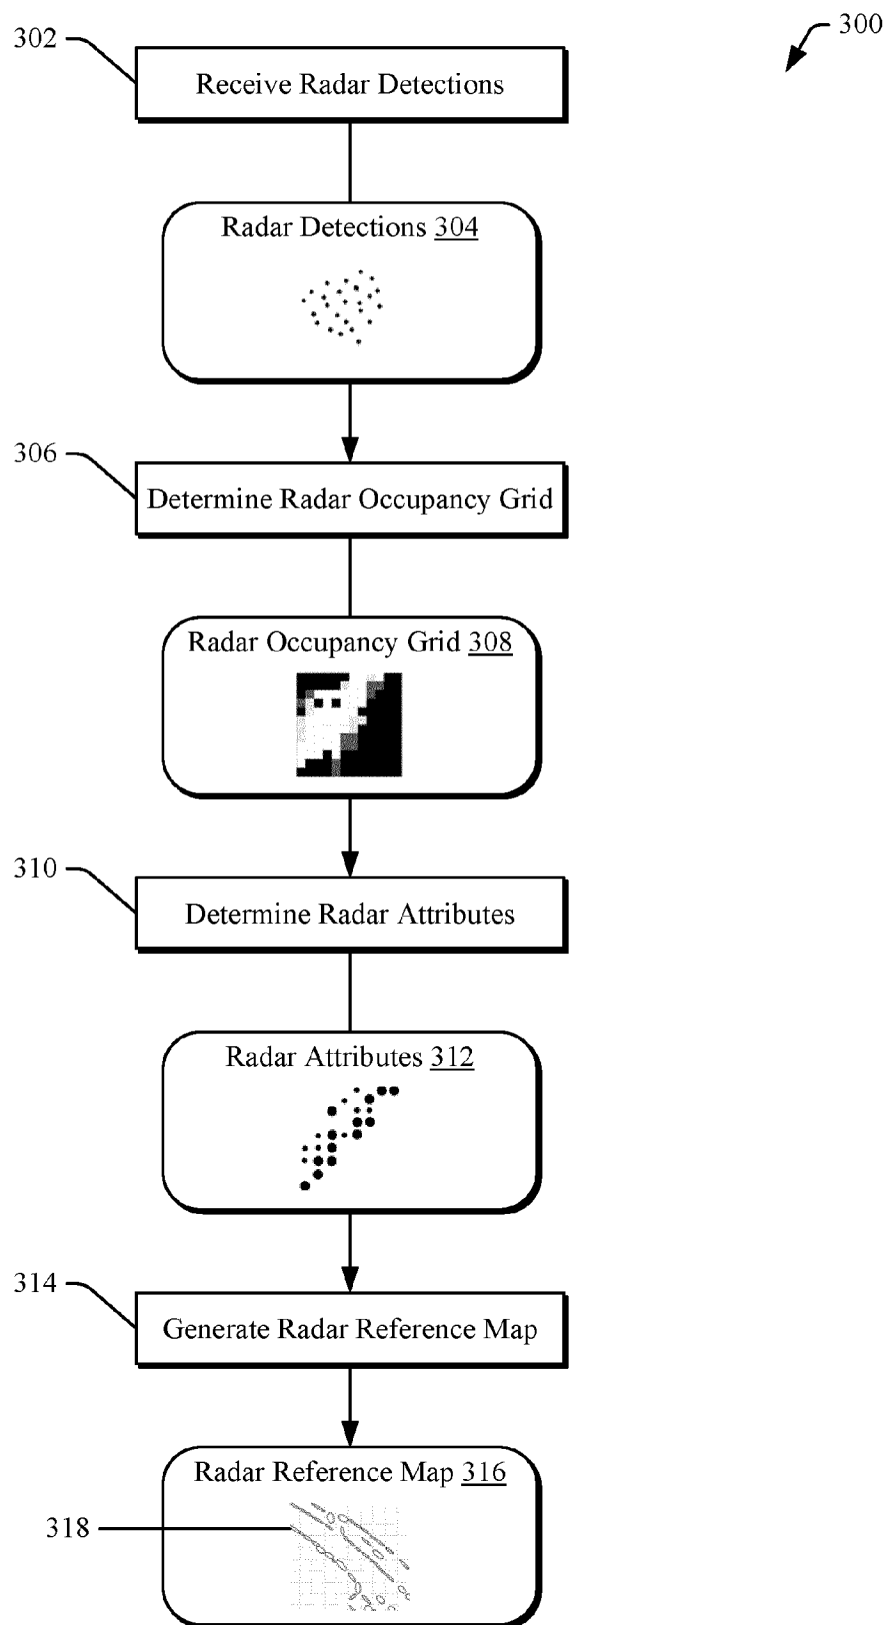 300
302
Receive Radar Detections
Radar Detections 304
306
Determine Radar Occupancy Grid
Radar Occupancy Grid 308
310
Determine Radar Attributes
Radar Attributes 312
314
Generate Radar Reference Map
Radar Reference Map 316
318